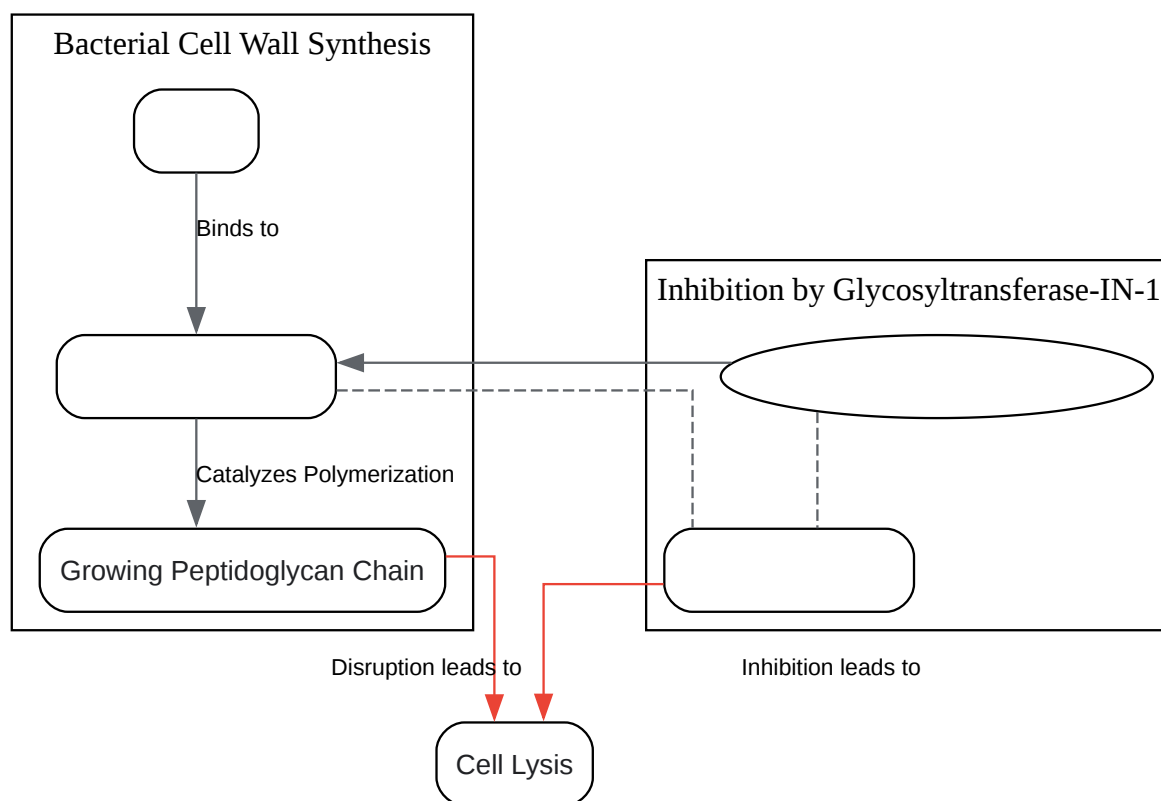 Bacterial Cell Wall Synthesis
Binds to
Inhibition by Glycosyltransferase-IN-1
Catalyzes Polymerization
Growing Peptidoglycan Chain
Disruption leads to
Inhibition leads to
Cell Lysis